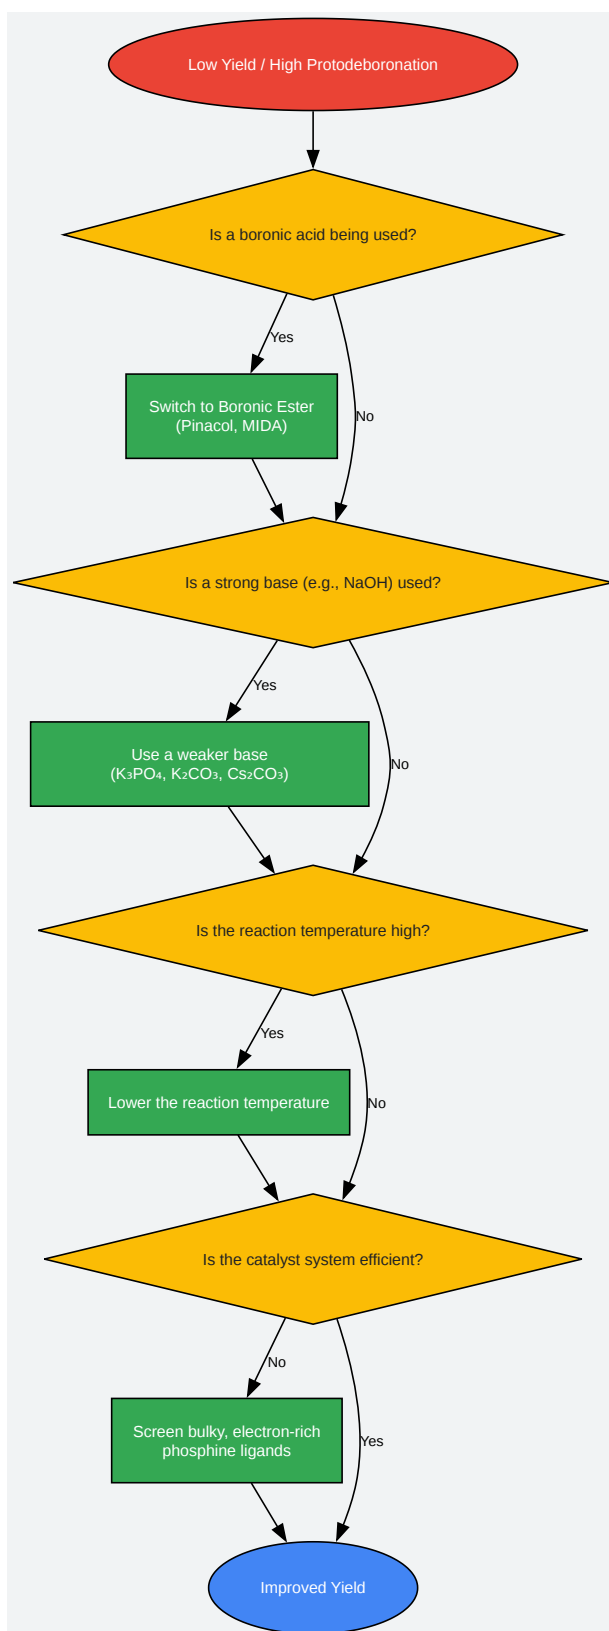 Low Yield / High Protodeboronation
Is a boronic acid being used?
Yes
Switch to Boronic Ester
(Pinacol, MIDA)
No
Is a strong base (e.g., NaOH) used?
Yes
Use a weaker base
(K₃PO₄, K₂CO₃, Cs₂CO₃)
No
Is the reaction temperature high?
Yes
Lower the reaction temperature
No
Is the catalyst system efficient?
No
Screen bulky, electron-rich
phosphine ligands
Yes
Improved Yield